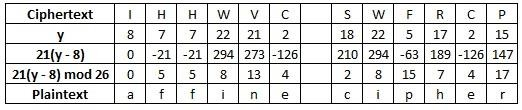 Ciphertext I H H W V C S W F R C P
y 8 7 7 22 21 2 18 22 5 17 2 15
21(y - 8) 0 -21 -21 294 273 -126 210 294 -63 189 -126 147
21(y - 8) mod 26 0 5 5 8 13 4 2 8 15 7 4 17
Plaintext a f f i n e c i p h e r